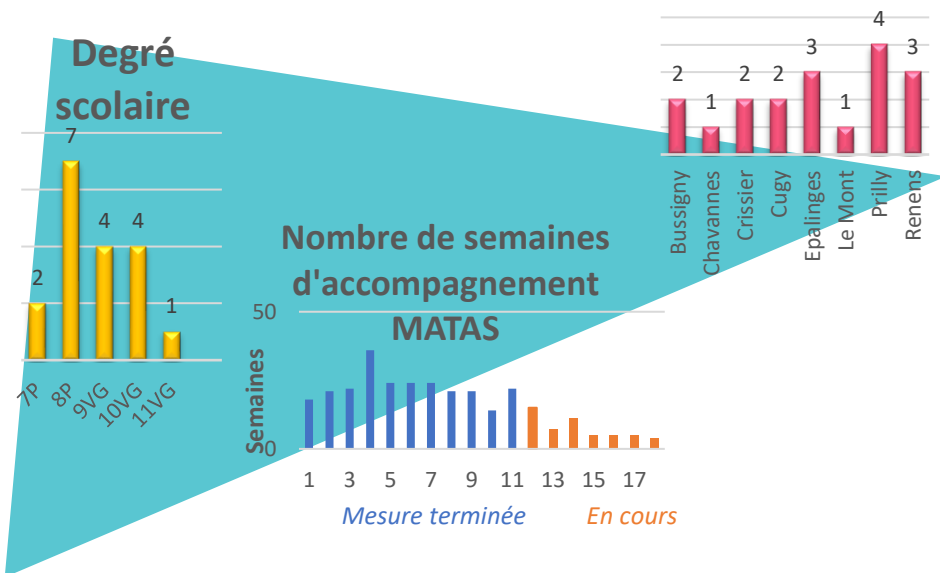 Degré
scolaire
7
4 4
2
1
7P 8P 9VG 10VG 11VG
4
3 3
2 2 2
1 1
Bussigny Chavannes Crissier Cugy Epalinges Le Mont Prilly Renens
Nombre de semaines
d'accompagnement
MATAS
50
Semaines
0
1 3 5 7 9 11 13 15 17
Mesure terminée En cours